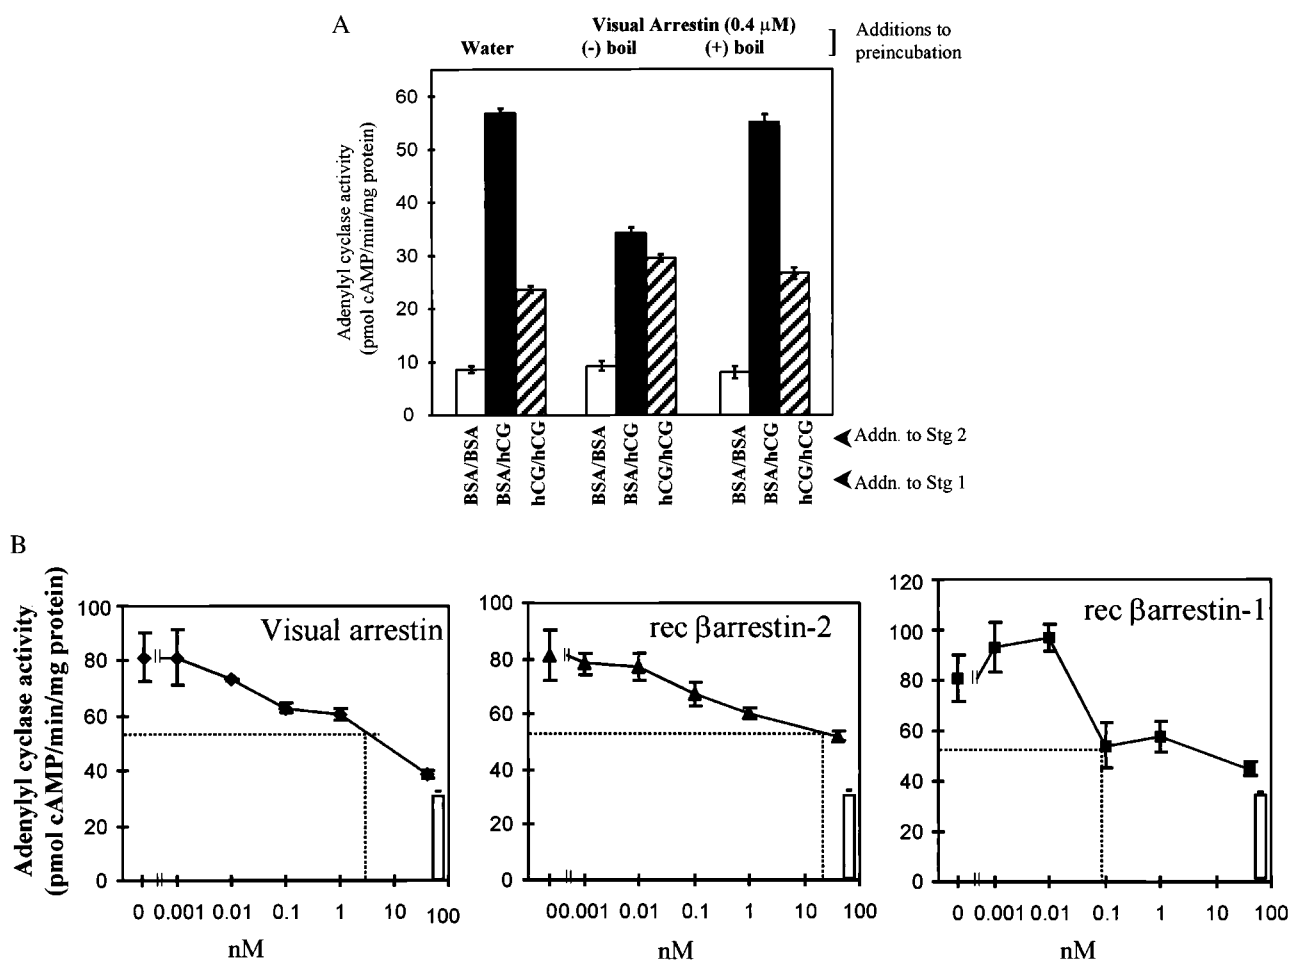 A
Visual Arrestin (0.4 µM)
Water (-) boil (+) boil
] Additions to
preincubation
Adenylyl cyclase activity
(pmol cAMP/min/mg protein)
60
50
40
30
20
10
0
BSA/BSA
BSA/hCG
hCG/hCG
BSA/BSA
BSA/hCG
hCG/hCG
BSA/BSA
BSA/hCG
hCG/hCG
Addn. to Stg 2
Addn. to Stg 1
B
Adenylyl cyclase activity
(pmol cAMP/min/mg protein)
Visual arrestin
100
80
60
40
20
0
0 0.001 0.01 0.1 1 10 100
nM
rec βarrestin-2
100
80
60
40
20
0
00.001 0.01 0.1 1 10 100
nM
rec βarrestin-1
120
100
80
60
40
20
0
0 0.001 0.01 0.1 1 10 100
nM